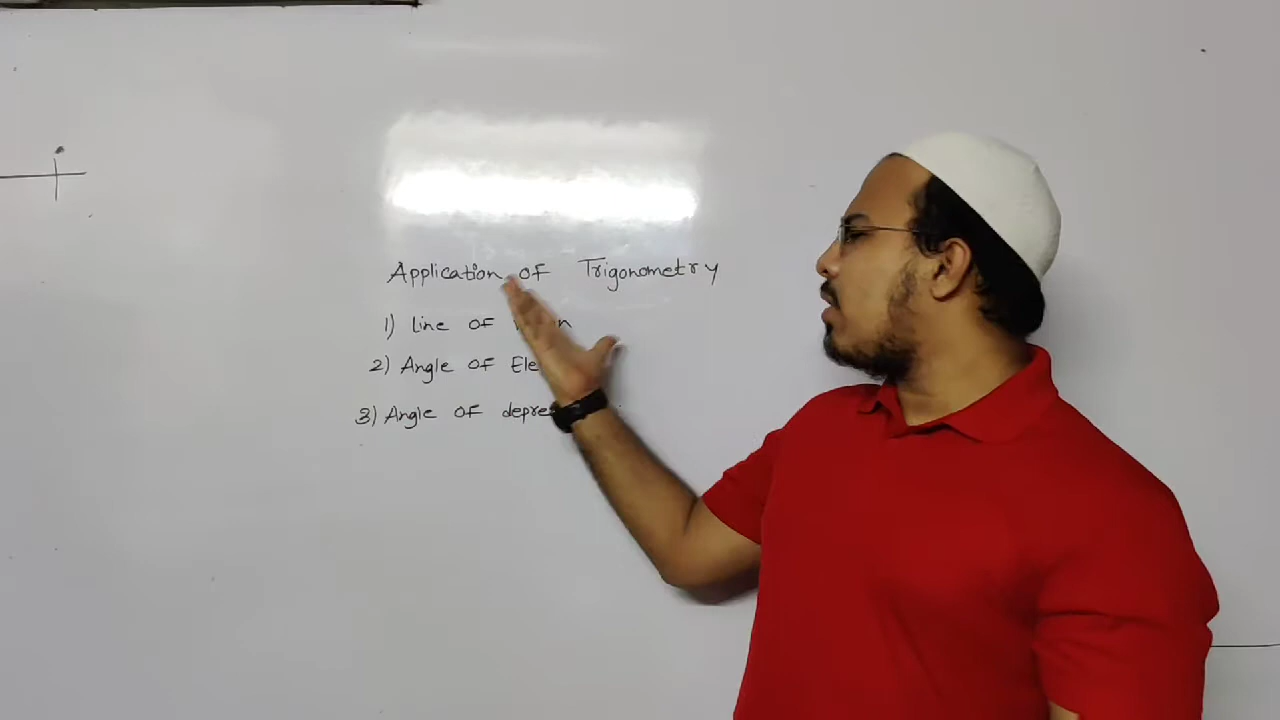 Application of Trigonometry
1) Line of
2) Angle of Ele
3) Angle of depre